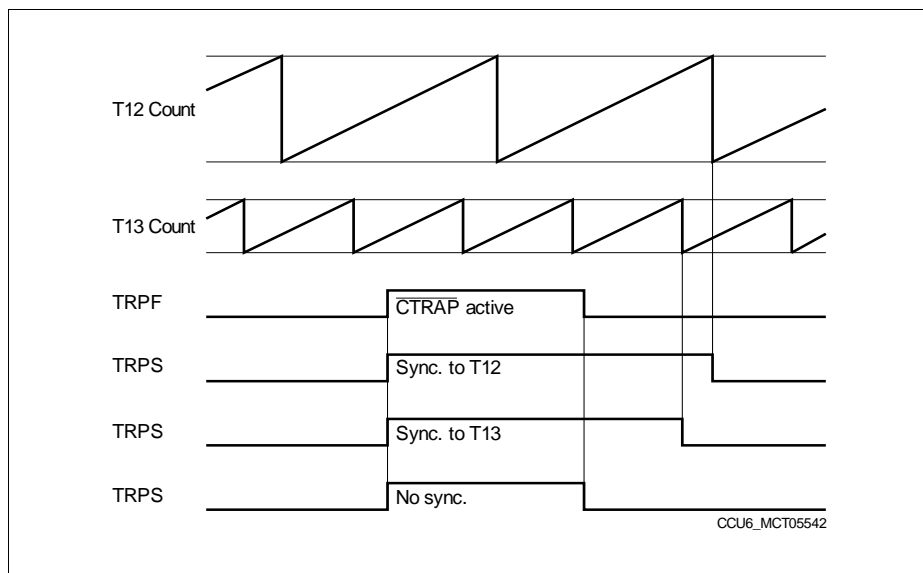 T12 Count
T13 Count
TRPF
CTRAP active
TRPS
Sync. to T12
TRPS
Sync. to T13
TRPS
No sync.
CCU6_MCT05542